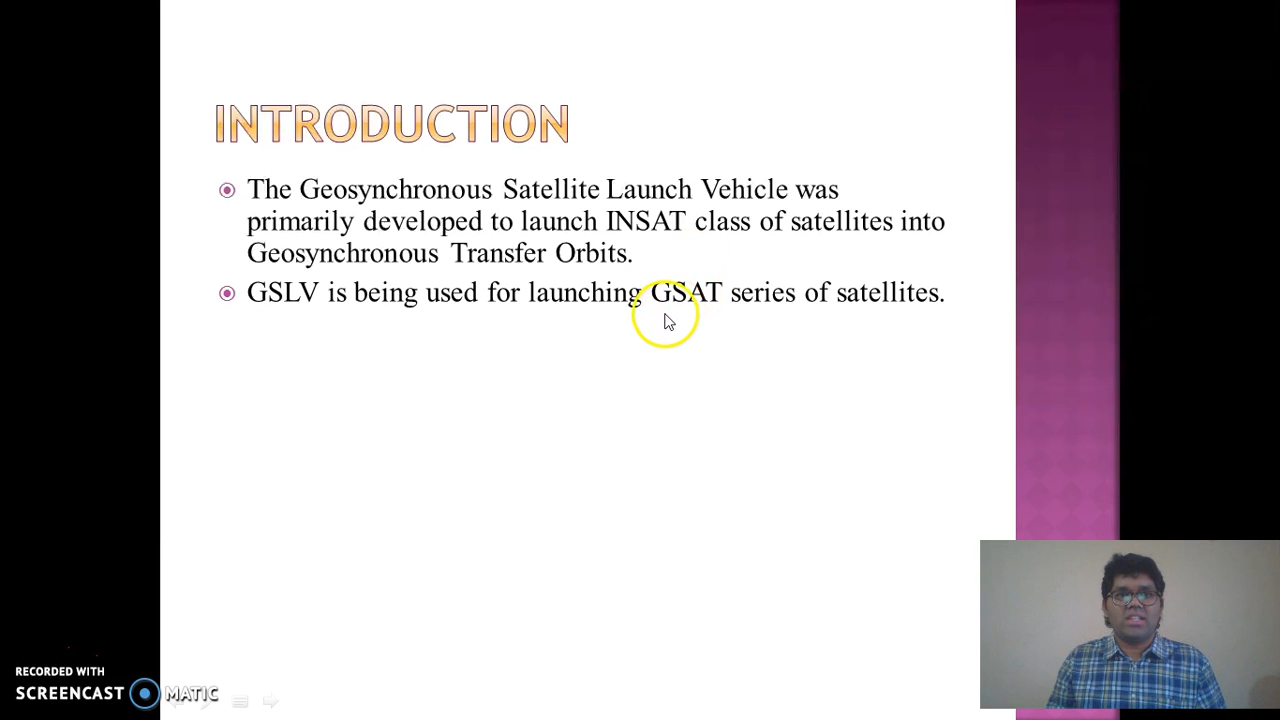 INTRODUCTION
The Geosynchronous Satellite Launch Vehicle was
primarily developed to launch INSAT class of satellites into
Geosynchronous Transfer Orbits.
GSLV is being used for launching GSAT series of satellites.
RECORDED WITH
SCREENCAST MATIC